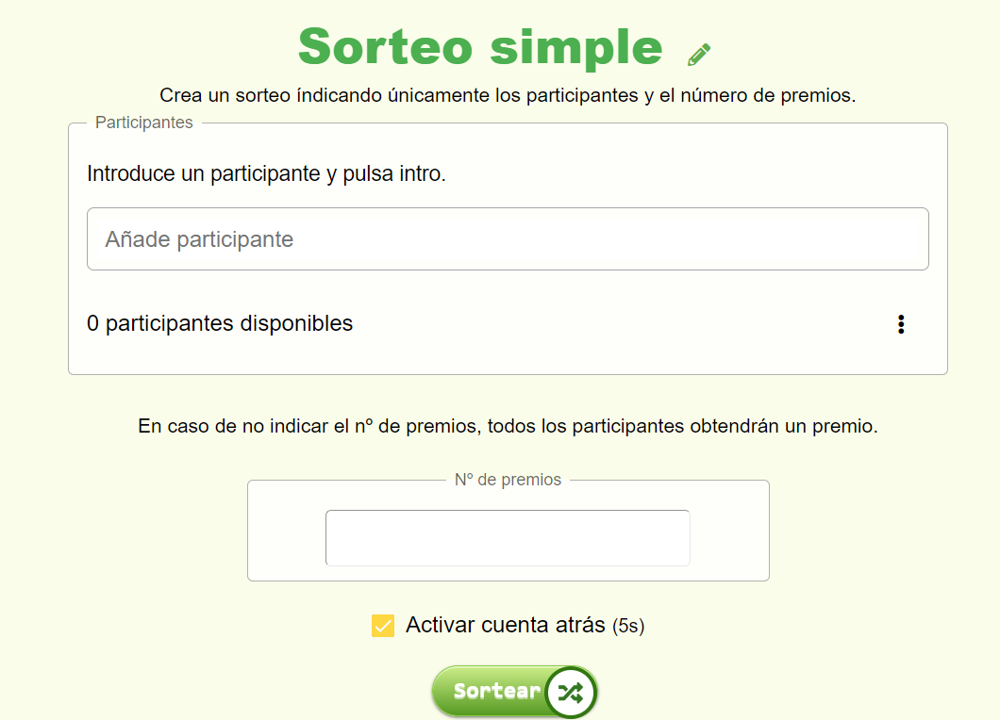 Sorteo simple
Crea un sorteo índicando únicamente los participantes y el número de premios.
Participantes
Introduce un participante y pulsa intro.
Añade participante
0 participantes disponibles
En caso de no indicar el nº de premios, todos los participantes obtendrán un premio.
Nº de premios
Activar cuenta atrás (5s)
Sortear